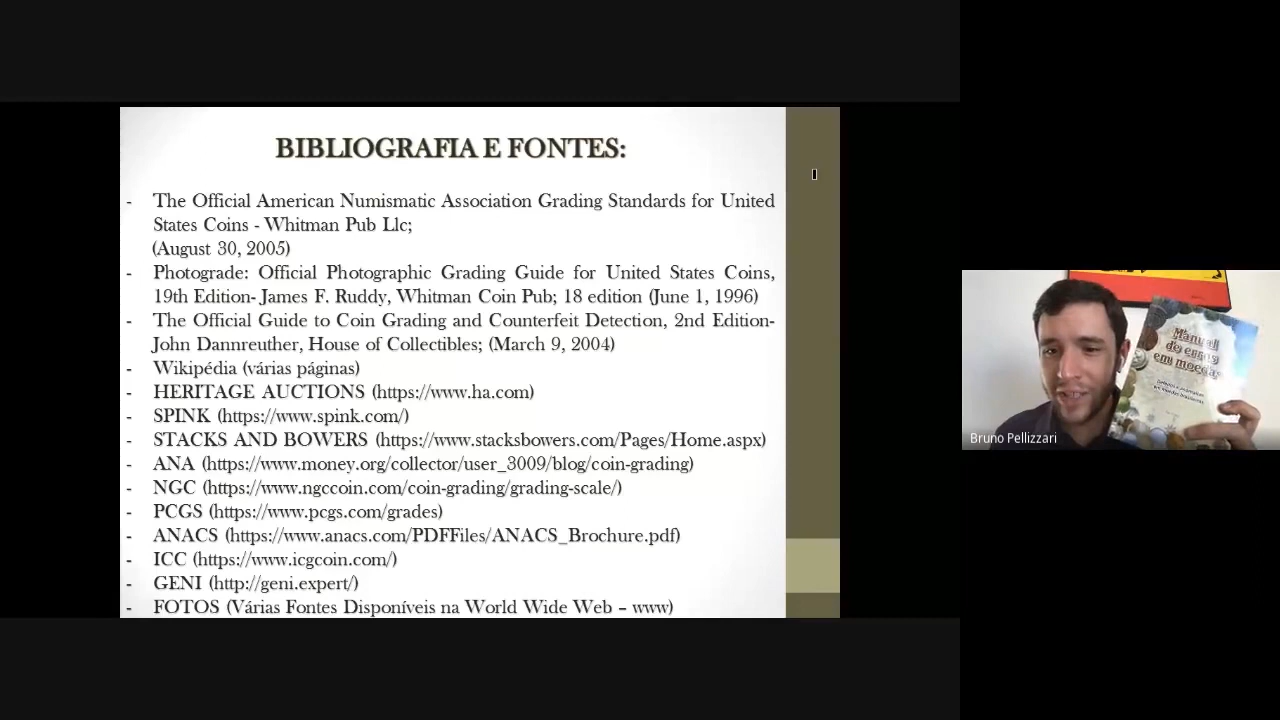 BIBLIOGRAFIA E FONTES:
- The Official American Numismatic Association Grading Standards for United
States Coins - Whitman Pub Llc;
(August 30, 2005)
- Photograde: Official Photographic Grading Guide for United States Coins,
19th Edition- James F. Ruddy, Whitman Coin Pub; 18 edition (June 1, 1996)
- The Official Guide to Coin Grading and Counterfeit Detection, 2nd Edition-
John Dannreuther, House of Collectibles; (March 9, 2004)
- Wikipédia (várias páginas)
- HERITAGE AUCTIONS (https://www.ha.com)
- SPINK (https://www.spink.com/)
- STACKS AND BOWERS (https://www.stacksbowers.com/Pages/Home.aspx)
- ANA (https://www.money.org/collector/user_3009/blog/coin-grading)
- NGC (https://www.ngccoin.com/coin-grading/grading-scale/)
- PCGS (https://www.pcgs.com/grades)
- ANACS (https://www.anacs.com/PDFFiles/ANACS_Brochure.pdf)
- ICC (https://www.icgcoin.com/)
- GENI (http://geni.expert/)
- FOTOS (Várias Fontes Disponíveis na World Wide Web – www)
Manual
de erros
em moedas
Bruno Pellizzari